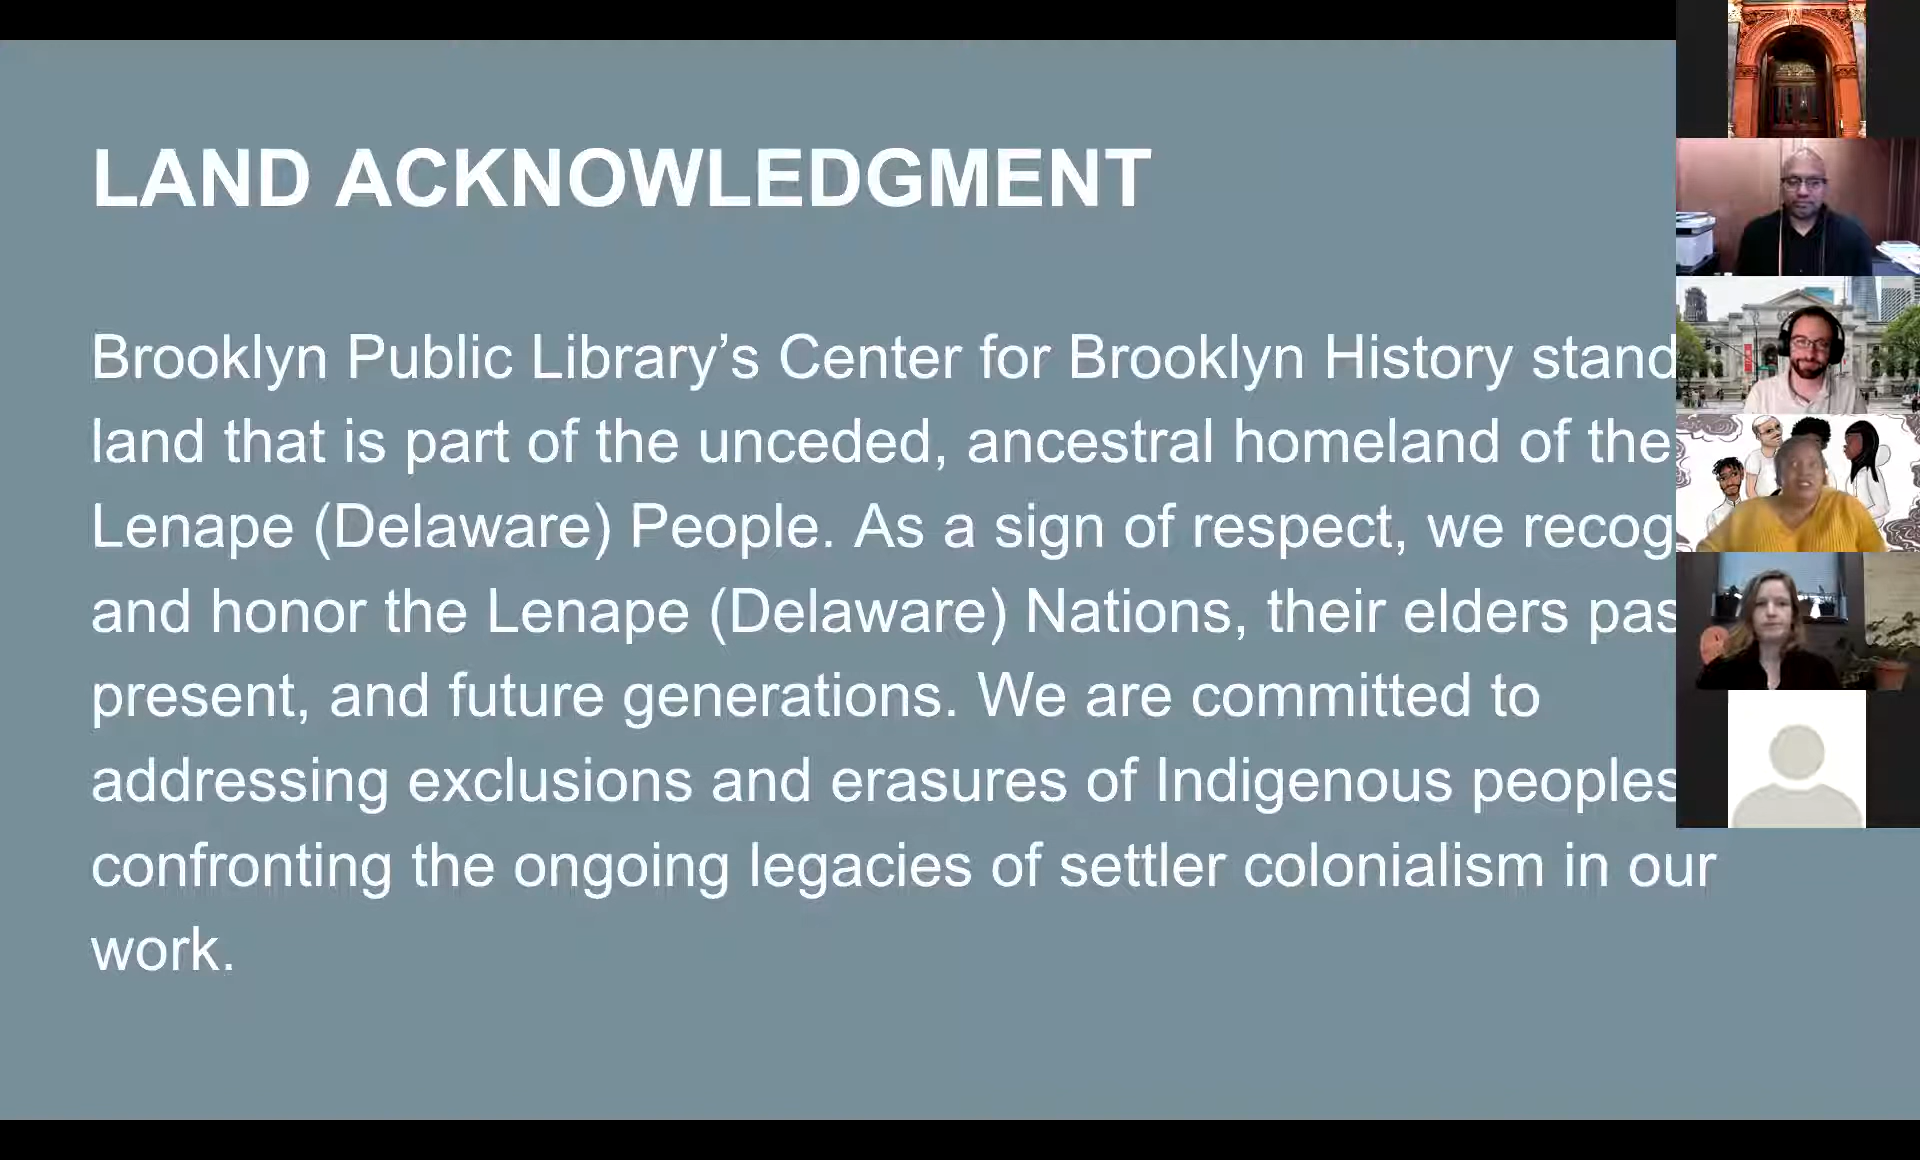 LAND ACKNOWLEDGMENT
Brooklyn Public Library’s Center for Brooklyn History stand
land that is part of the unceded, ancestral homeland of the
Lenape (Delaware) People. As a sign of respect, we recog
and honor the Lenape (Delaware) Nations, their elders pas
present, and future generations. We are committed to
addressing exclusions and erasures of Indigenous peoples
confronting the ongoing legacies of settler colonialism in our
work.